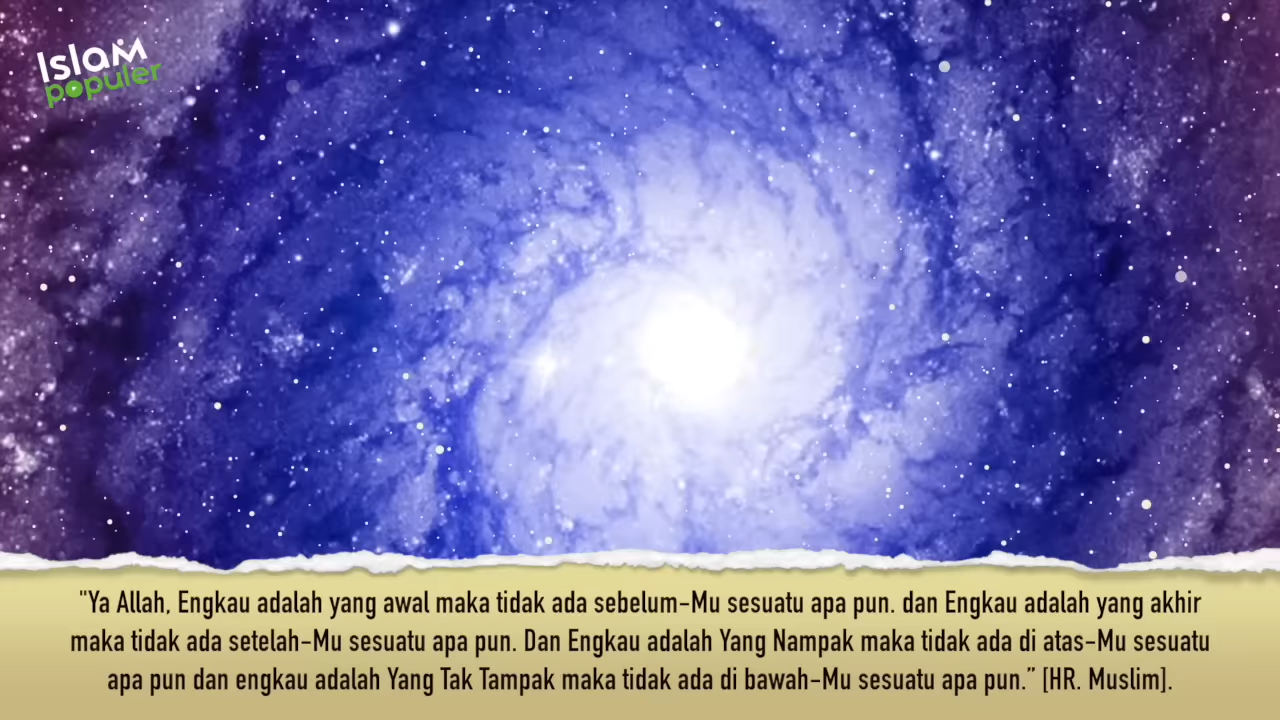 Islam
populer
"Ya Allah, Engkau adalah yang awal maka tidak ada sebelum-Mu sesuatu apa pun. dan Engkau adalah yang akhir
maka tidak ada setelah-Mu sesuatu apa pun. Dan Engkau adalah Yang Nampak maka tidak ada di atas-Mu sesuatu
apa pun dan engkau adalah Yang Tak Tampak maka tidak ada di bawah-Mu sesuatu apa pun.” [HR. Muslim].